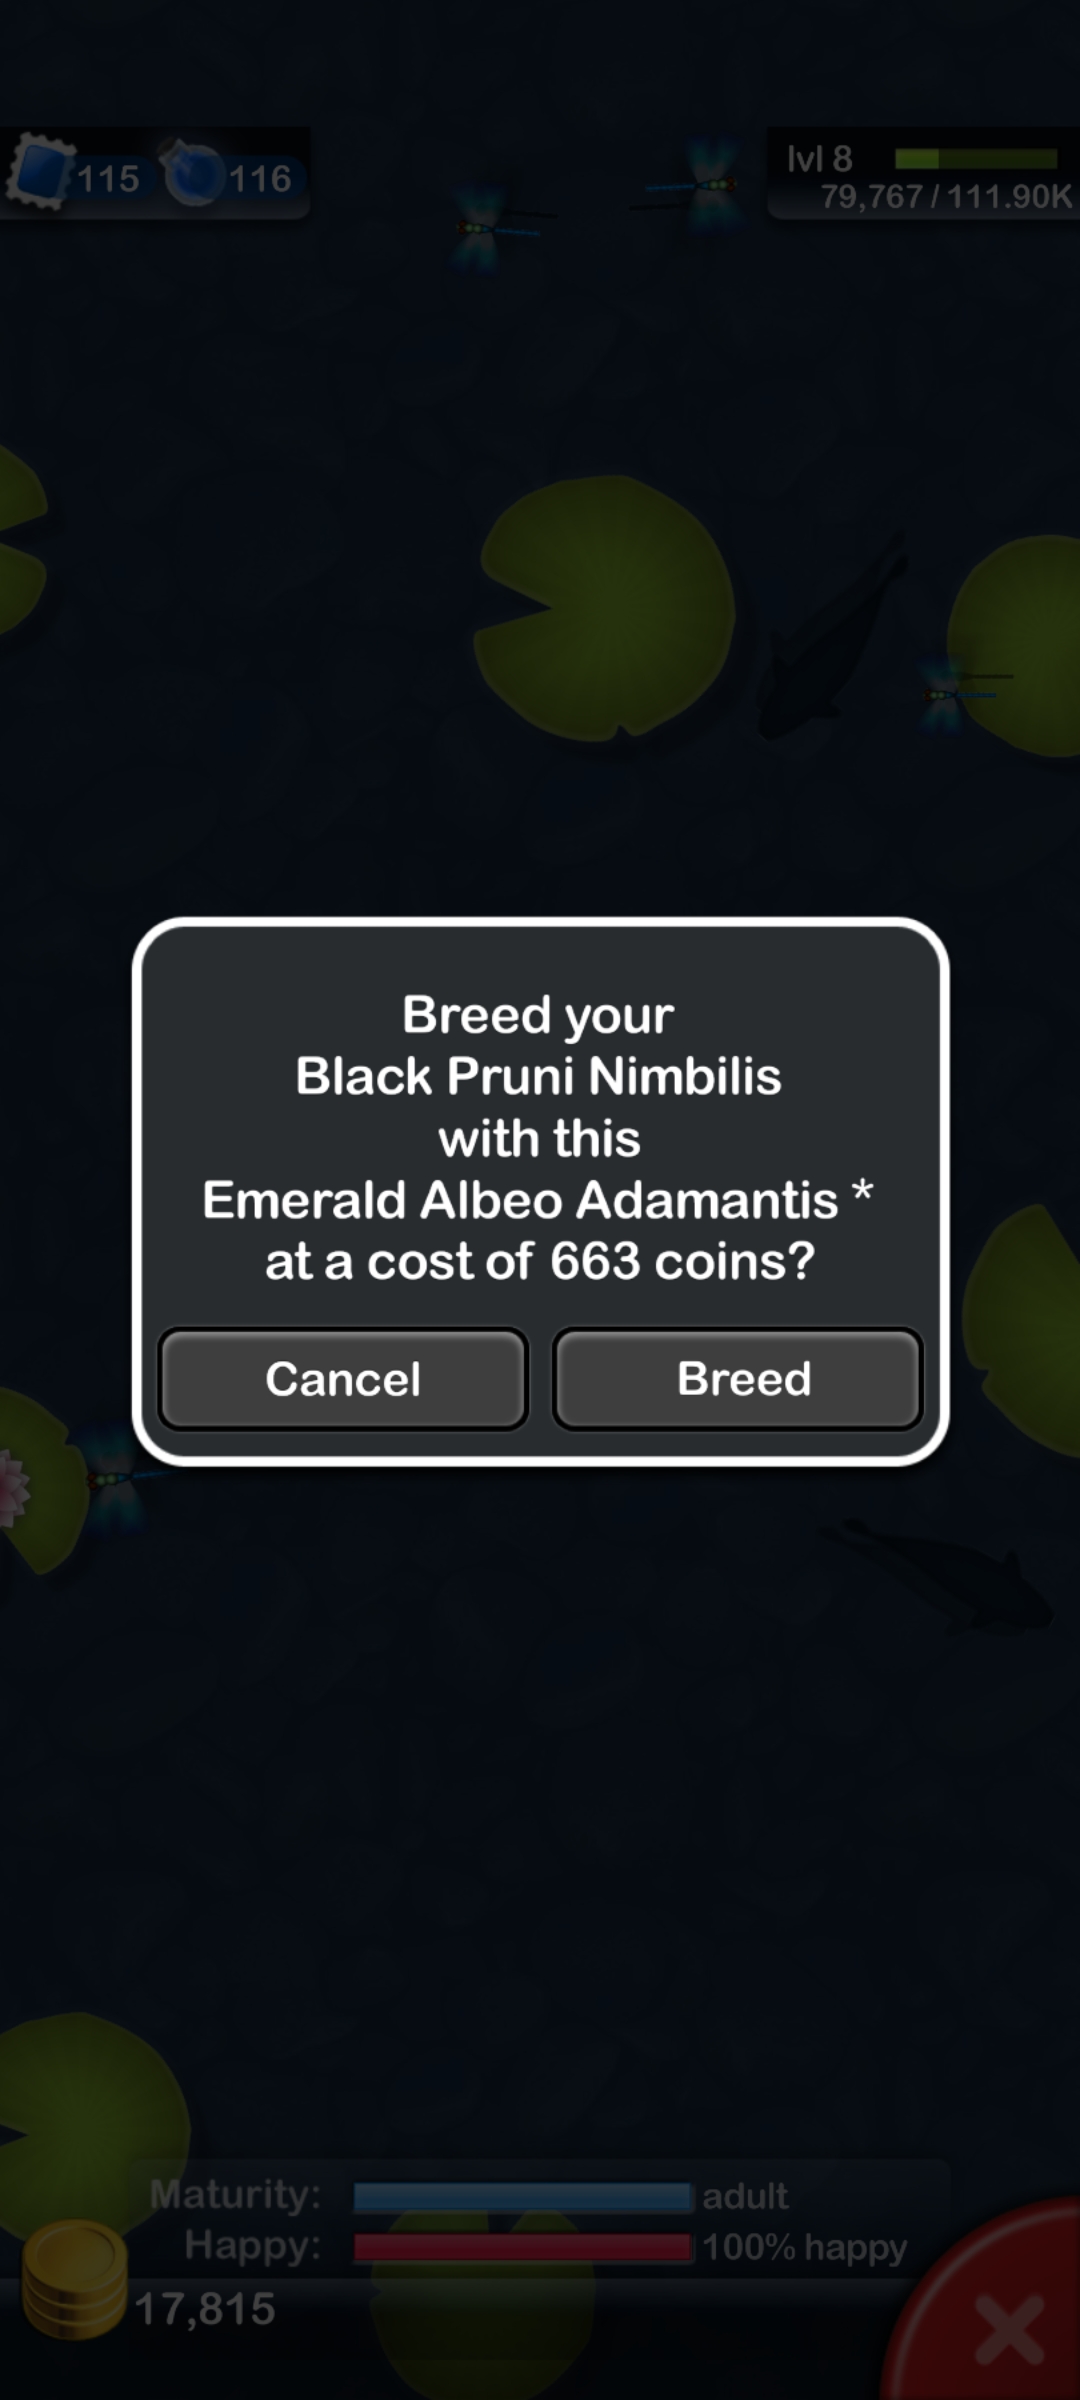 115 116
lvl 8
79,767 / 111.90K
Breed your
Black Pruni Nimbilis
with this
Emerald Albeo Adamantis *
at a cost of 663 coins?
Cancel Breed
Maturity: adult
Happy: 100% happy
17,815